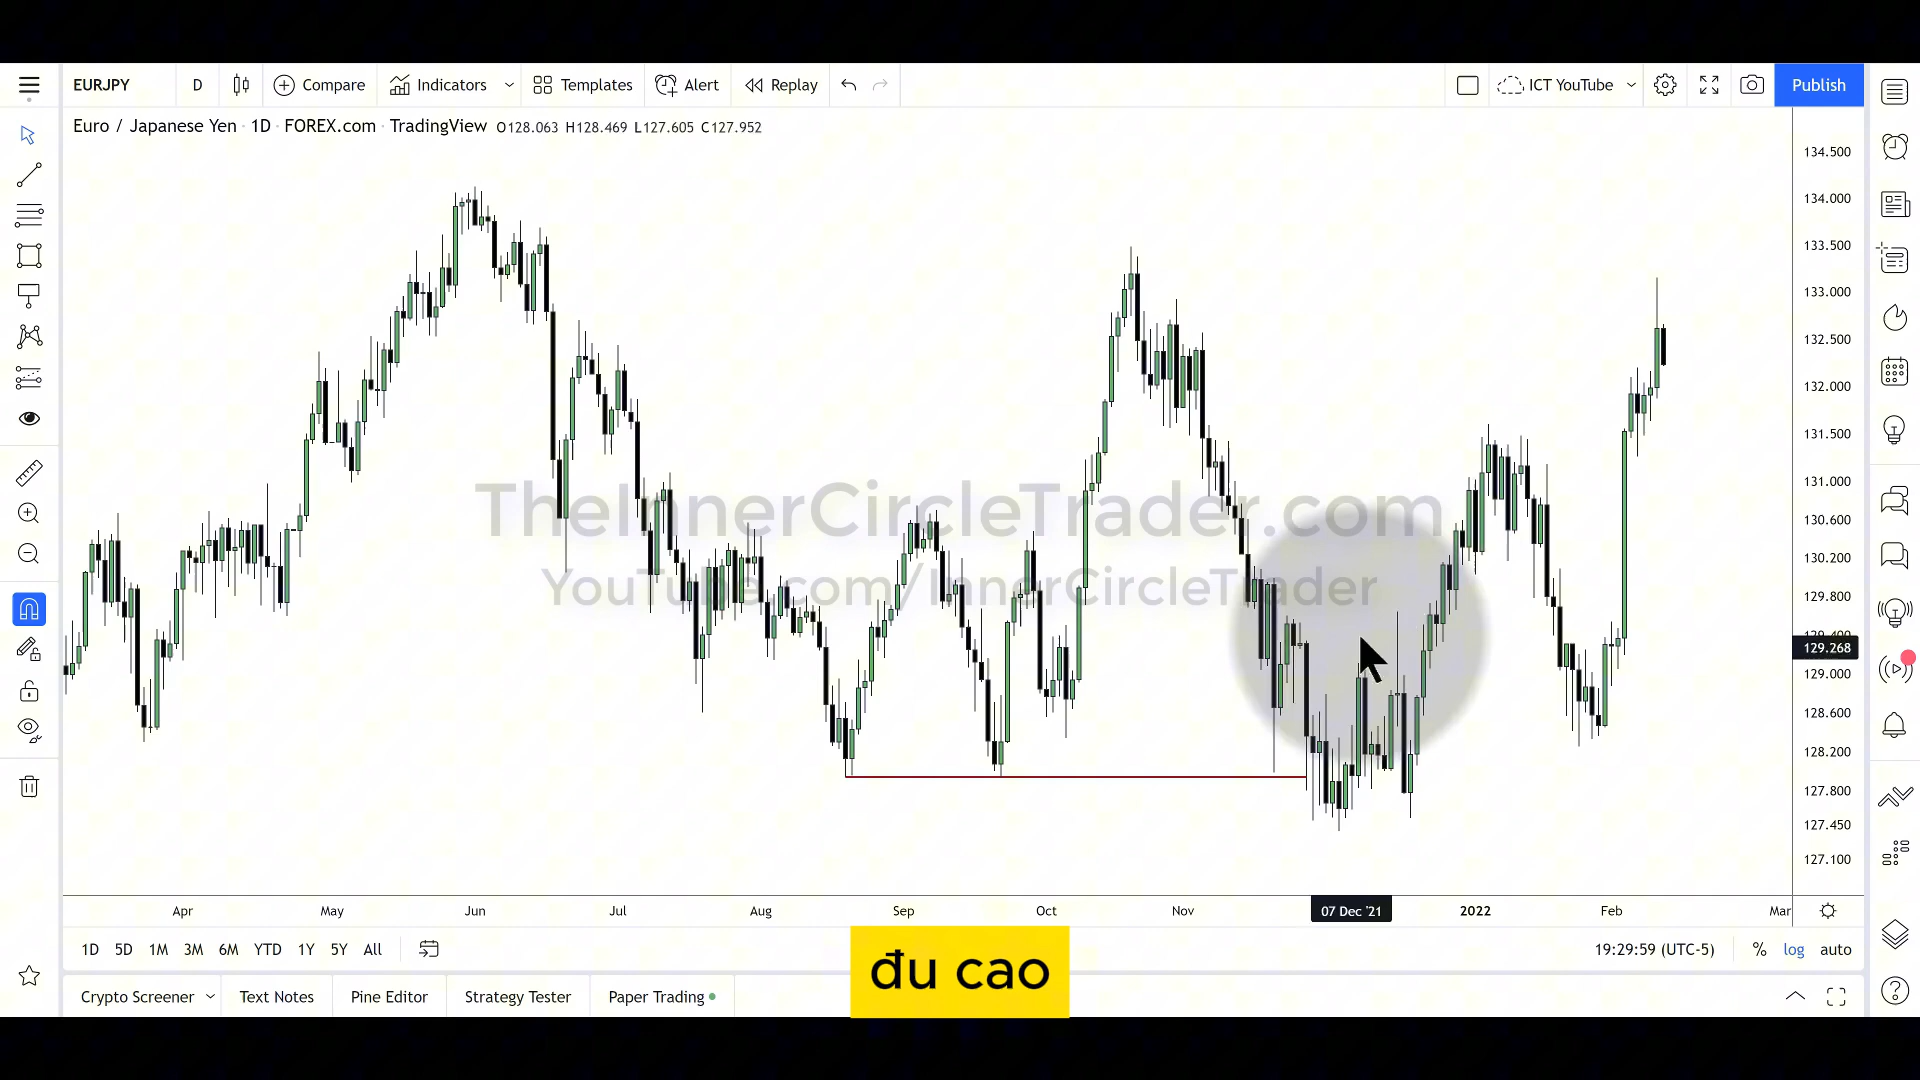 EURJPY D Compare Indicators Templates Alert Replay ICT YouTube Publish
Euro / Japanese Yen · 1D · FOREX.com · TradingView O128.063 H128.469 L127.605 C127.952
134.500
134.000
133.500
133.000
132.500
132.000
131.500
131.000
TheInnerCircleTrader.com
130.600
130.200
YouTube.com/InnerCircleTrader
129.800
129.400
129.268
129.000
128.600
128.200
127.800
127.450
127.100
Apr May Jun Jul Aug Sep Oct Nov 07 Dec '21 2022 Feb Mar
1D 5D 1M 3M 6M YTD 1Y 5Y All 19:29:59 (UTC-5) % log auto
đu cao
Crypto Screener Text Notes Pine Editor Strategy Tester Paper Trading